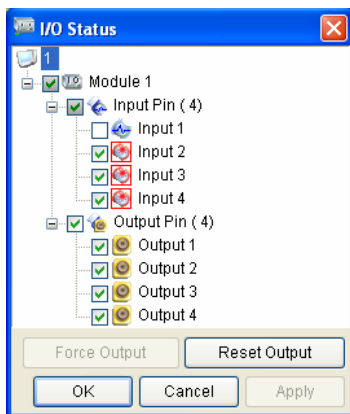 I/O Status
1
Module 1
Input Pin ( 4)
Input 1
Input 2
Input 3
Input 4
Output Pin ( 4)
Output 1
Output 2
Output 3
Output 4
Force Output
Reset Output
OK
Cancel
Apply